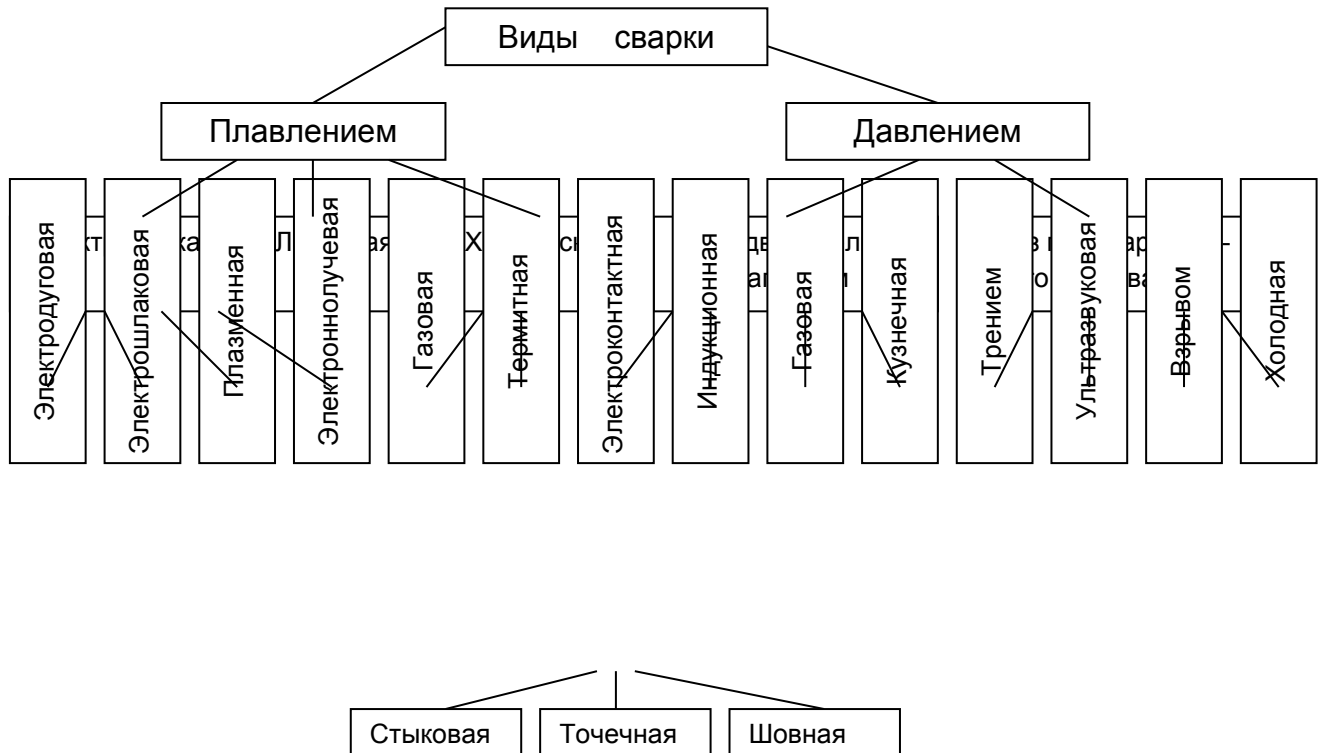 Виды сварки
Плавлением
Давлением
Электродуговая
Электрошлаковая
Плазменная
Электроннолучевая
Газовая
Термитная
Электроконтактная
Индукционная
Газовая
Кузнечная
Трением
Ультразвуковая
Взрывом
Холодная
Стыковая
Точечная
Шовная